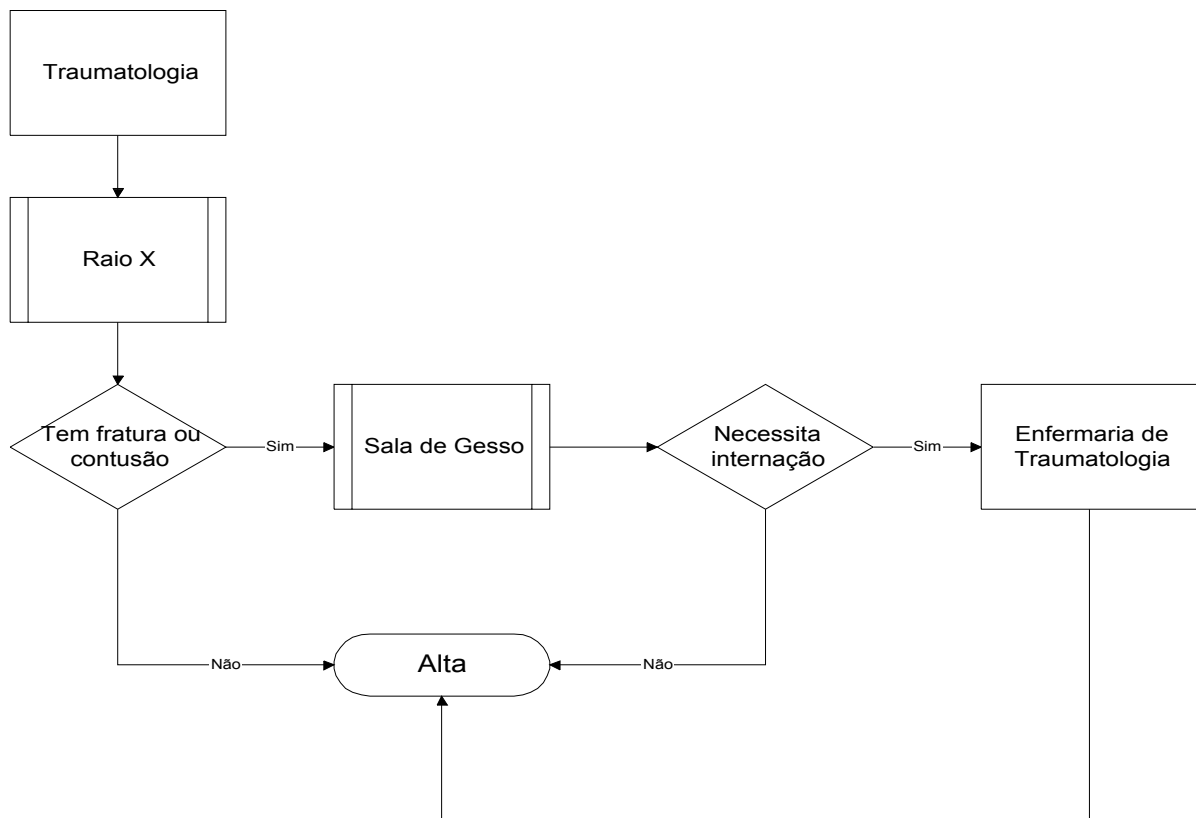 Traumatologia
Raio X
Tem fratura ou
contusão
Sim
Sala de Gesso
Necessita
internação
Sim
Enfermaria de
Traumatologia
Não
Alta
Não